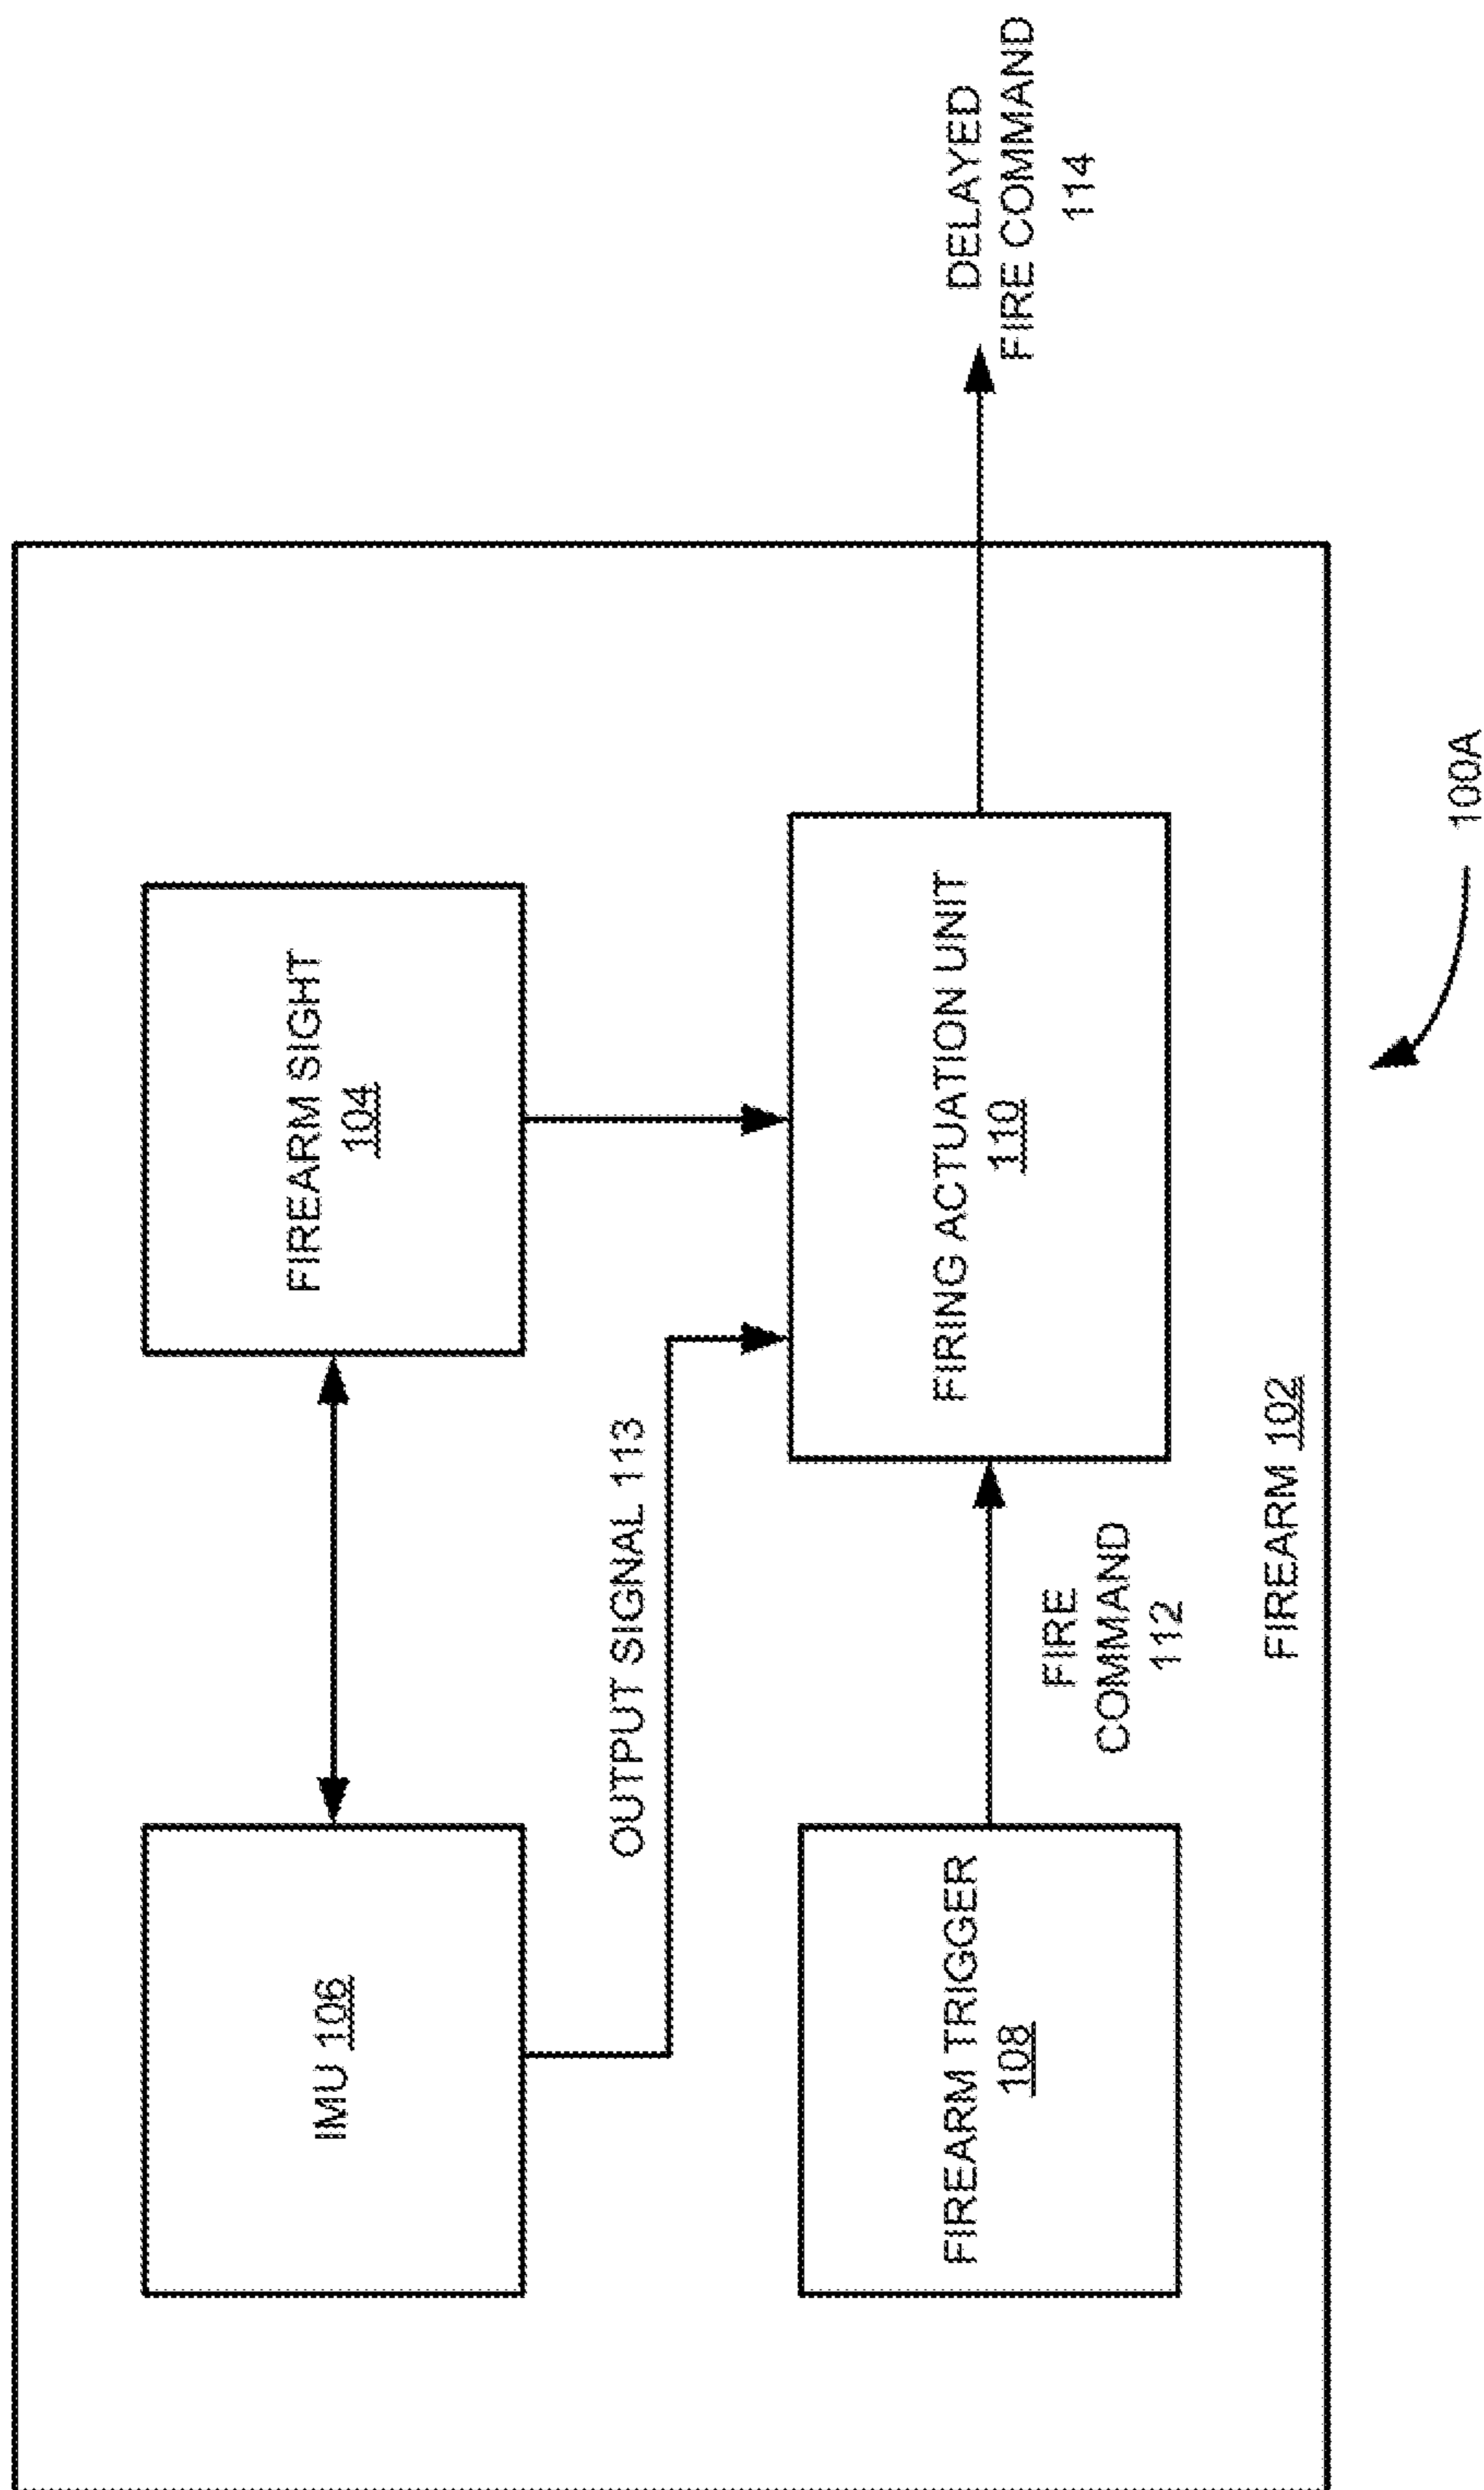 IMU 106
FIREARM SIGHT
104
OUTPUT SIGNAL 113
FIREARM TRIGGER
108
FIRE
COMMAND
112
FIRING ACTUATION UNIT
110
DELAYED
FIRE COMMAND
114
FIREARM 102
100A